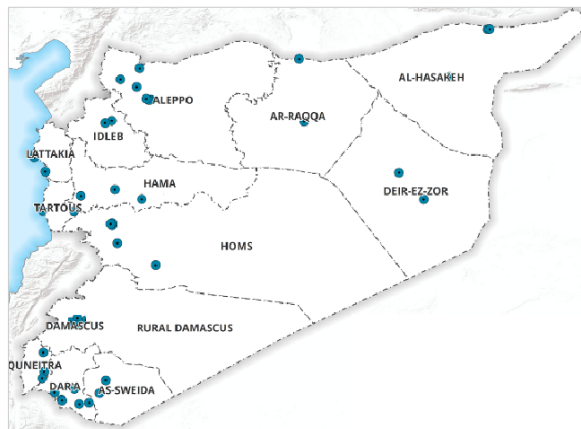 AL-HASAKEH
ALEPPO
AR-RAQQA
IDLEB
LATTAKIA
HAMA
DEIR-EZ-ZOR
TARTOUS
HOMS
DAMASCUS
RURAL DAMASCUS
QUNEITRA
DARA
AS-SWEIDA